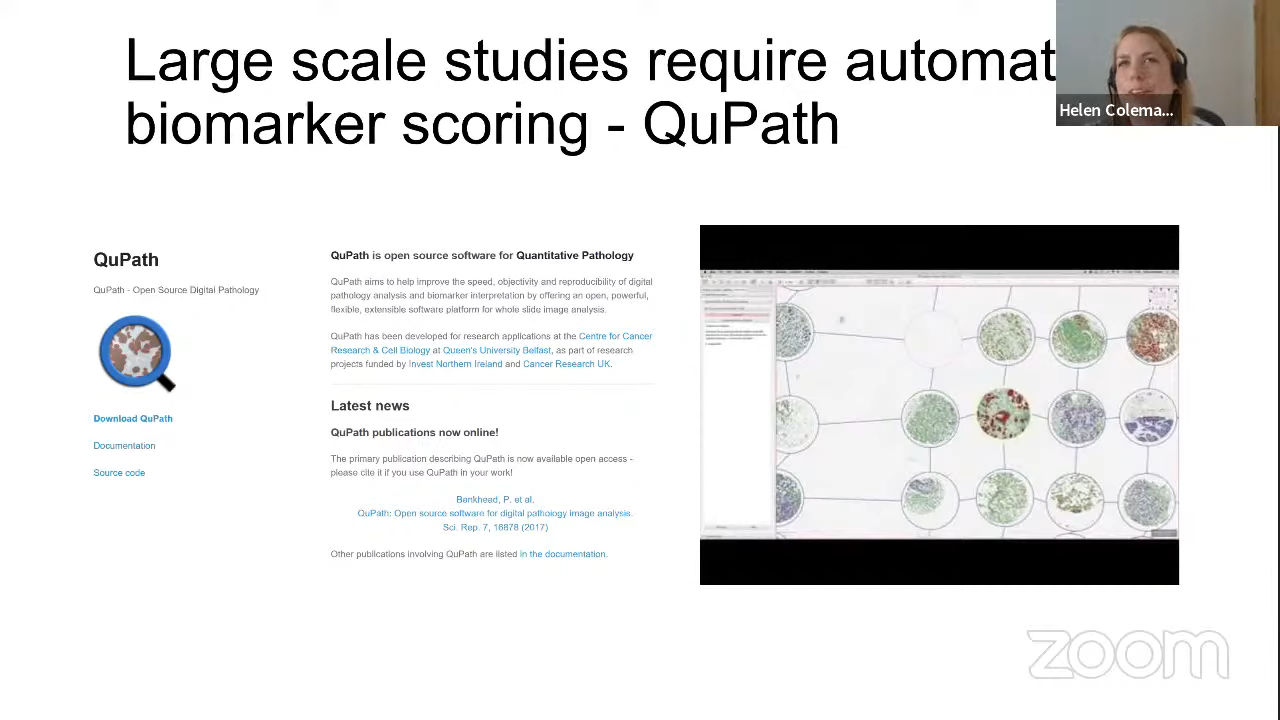 Large scale studies require automat
biomarker scoring - QuPath
Helen Colema...
QuPath
QuPath - Open Source Digital Pathology
Download QuPath
Documentation
Source code
QuPath is open source software for Quantitative Pathology
QuPath aims to help improve the speed, objectivity and reproducibility of digital
pathology analysis and biomarker interpretation by offering an open, powerful,
flexible, extensible software platform for whole slide image analysis.
QuPath has been developed for research applications at the Centre for Cancer
Research & Cell Biology at Queen's University Belfast, as part of research
projects funded by Invest Northern Ireland and Cancer Research UK.
Latest news
QuPath publications now online!
The primary publication describing QuPath is now available open access -
please cite it if you use QuPath in your work!
Bankhead, P. et al.
QuPath: Open source software for digital pathology image analysis.
Sci. Rep. 7, 16878 (2017)
Other publications involving QuPath are listed in the documentation.
zoom